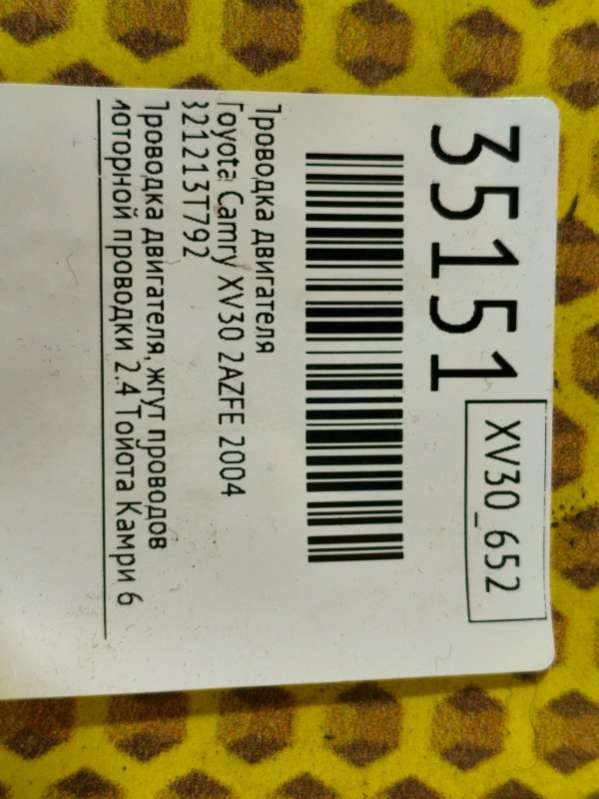 35151
XV30_652
Проводка двигателя
Toyota Camry XV30 2AZFE 2004
821213T792
Проводка двигателя, жгут проводов
моторной проводки 2.4 Тойота Камри 6